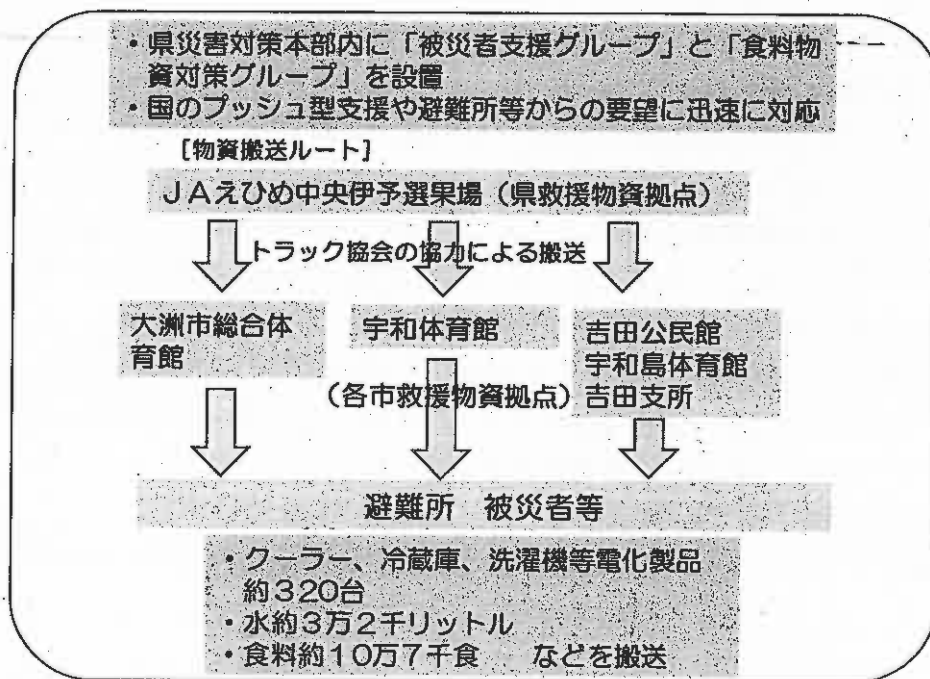 ・県災害対策本部内に「被災者支援グループ」と「食料物
資対策グループ」を設置
・国のプッシュ型支援や避難所等からの要望に迅速に対応
[物資搬送ルート]
JAえひめ中央伊予選果場（県救援物資拠点）
トラック協会の協力による搬送
大洲市総合体
育館
宇和体育館
吉田公民館
宇和島体育館
吉田支所
（各市救援物資拠点）
避難所　被災者等
・クーラー、冷蔵庫、洗濯機等電化製品
約320台
・水約3万2千リットル
・食料約10万7千食　　などを搬送